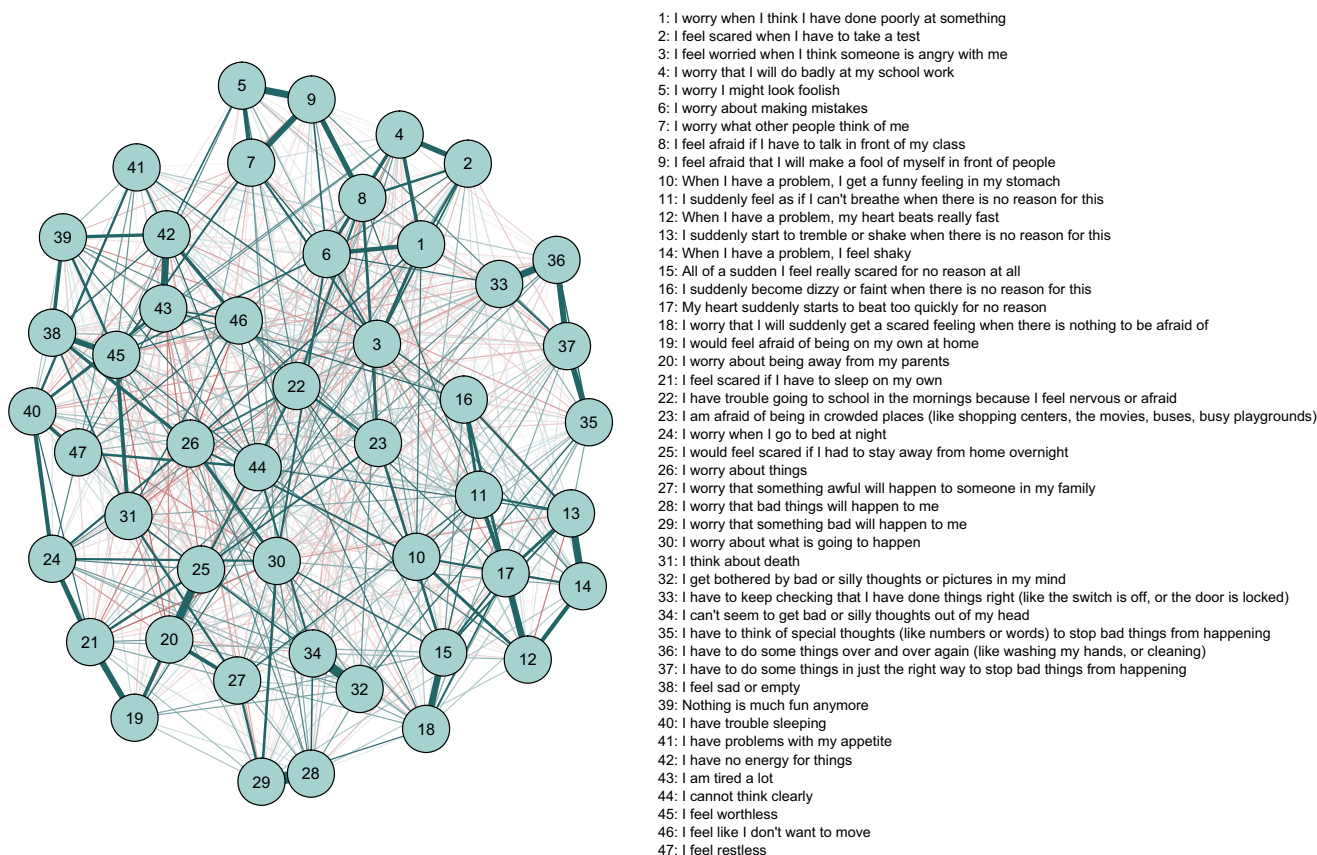 1: I worry when I think I have done poorly at something
2: I feel scared when I have to take a test
3: I feel worried when I think someone is angry with me
4: I worry that I will do badly at my school work
5: I worry I might look foolish
6: I worry about making mistakes
7: I worry what other people think of me
8: I feel afraid if I have to talk in front of my class
9: I feel afraid that I will make a fool of myself in front of people
10: When I have a problem, I get a funny feeling in my stomach
11: I suddenly feel as if I can't breathe when there is no reason for this
12: When I have a problem, my heart beats really fast
13: I suddenly start to tremble or shake when there is no reason for this
14: When I have a problem, I feel shaky
15: All of a sudden I feel really scared for no reason at all
16: I suddenly become dizzy or faint when there is no reason for this
17: My heart suddenly starts to beat too quickly for no reason
18: I worry that I will suddenly get a scared feeling when there is nothing to be afraid of
19: I would feel afraid of being on my own at home
20: I worry about being away from my parents
21: I feel scared if I have to sleep on my own
22: I have trouble going to school in the mornings because I feel nervous or afraid
23: I am afraid of being in crowded places (like shopping centers, the movies, buses, busy playgrounds)
24: I worry when I go to bed at night
25: I would feel scared if I had to stay away from home overnight
26: I worry about things
27: I worry that something awful will happen to someone in my family
28: I worry that bad things will happen to me
29: I worry that something bad will happen to me
30: I worry about what is going to happen
31: I think about death
32: I get bothered by bad or silly thoughts or pictures in my mind
33: I have to keep checking that I have done things right (like the switch is off, or the door is locked)
34: I can't seem to get bad or silly thoughts out of my head
35: I have to think of special thoughts (like numbers or words) to stop bad things from happening
36: I have to do some things over and over again (like washing my hands, or cleaning)
37: I have to do some things in just the right way to stop bad things from happening
38: I feel sad or empty
39: Nothing is much fun anymore
40: I have trouble sleeping
41: I have problems with my appetite
42: I have no energy for things
43: I am tired a lot
44: I cannot think clearly
45: I feel worthless
46: I feel like I don't want to move
47: I feel restless
5
9
4
2
7
41
8
42
39
1
6
36
33
43
46
38
45
3
37
22
16
40
35
26
23
47
44
11
31
13
24
10
25
30
17
14
21
20
34
15
12
27
32
19
18
29
28